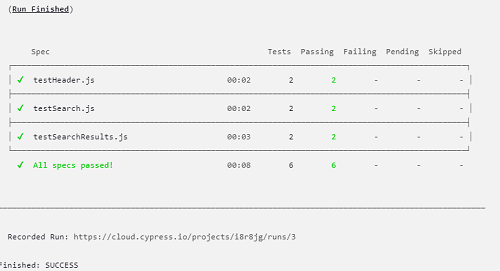 (Run Finished)
Spec Tests Passing Failing Pending Skipped
✔ testHeader.js 00:02 2 2 - - -
✔ testSearch.js 00:02 2 2 - - -
✔ testSearchResults.js 00:03 2 2 - - -
✔ All specs passed! 00:08 6 6 - - -
Recorded Run: https://cloud.cypress.io/projects/i8r8jg/runs/3
Finished: SUCCESS